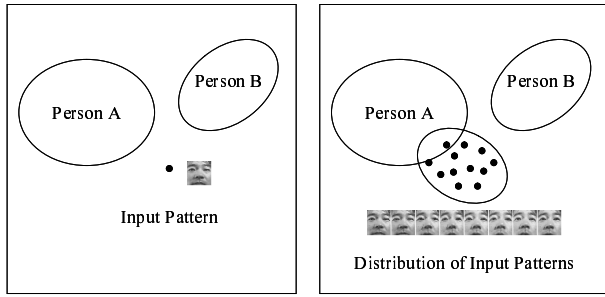 Person A
Person B
Input Pattern
Person A
Person B
Distribution of Input Patterns